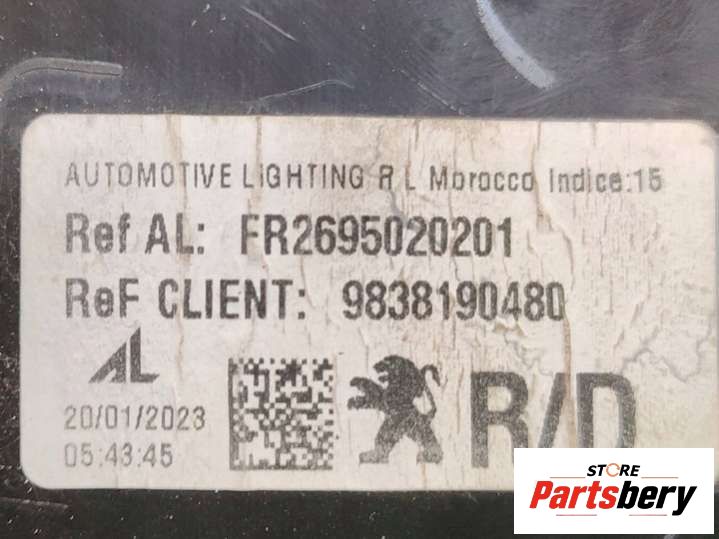 AUTOMOTIVE LIGHTING R L Morocco Indice:15
Ref AL: FR2695020201
ReF CLIENT: 9838190480
AL
20/01/2023
05:43:45
R/D
STORE
Partsbery